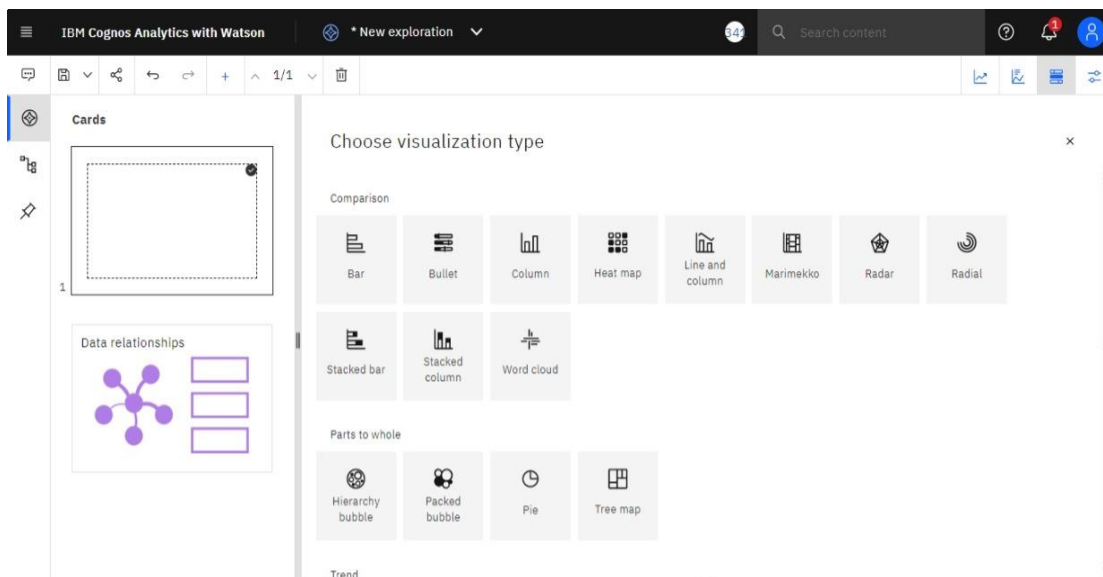 IBM Cognos Analytics with Watson
* New exploration
Search content
1
1/1
Cards
1
Data relationships
Choose visualization type
Comparison
Bar
Bullet
Column
Heat map
Line and
column
Marimekko
Radar
Radial
Stacked bar
Stacked
column
Word cloud
Parts to whole
Hierarchy
bubble
Packed
bubble
Pie
Tree map
Trend